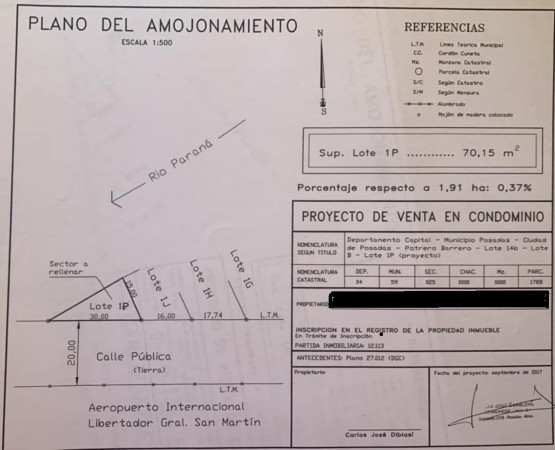 PLANO DEL AMOJONAMIENTO
ESCALA 1:500
N
S
REFERENCIAS
L.T.M. Línea Teorica Municipal
C.C. Cordón Cuneta
Mz. Manzana Catastral
Parcela Catastral
S/C Según Catastro
S/M Según Mensura
Alambrado
Mojón de madera colocado
Sup. Lote 1P ............ 70,15 m²
Porcentaje respecto a 1,91 ha: 0,37%
Rio Paraná
Sector a
rellenar
15,00
Lote 1P
Lote 1J
Lote 1H
Lote 1G
30,00
16,00
17,74
L.T.M.
20,00
Calle Pública
(Tierra)
L.T.M.
Aeropuerto Internacional
Libertador Gral. San Martín
PROYECTO DE VENTA EN CONDOMINIO
NOMENCLATURA
SEGUN TITULO
Departamento Capital - Municipio Posadas - Ciudad
de Posadas - Potrero Barrero - Lote 14b - Lote
B - Lote 1P (proyecto)
NOMENCLATURA
CATASTRAL
DEP. MUN. SEC. CHAC. Mz. PARC.
04 59 025 0000 0000
PROPIETARIO
INSCRIPCION EN EL REGISTRO DE LA PROPIEDAD INMUEBLE
En Trámite de Inscripción
PARTIDA INMOBILIARIA: 12.113
ANTECEDENTES: Plano 27.012 (DGC)
Propietario:
Fecha del proyecto septiembre de 2017
Carlos José Dibiasi